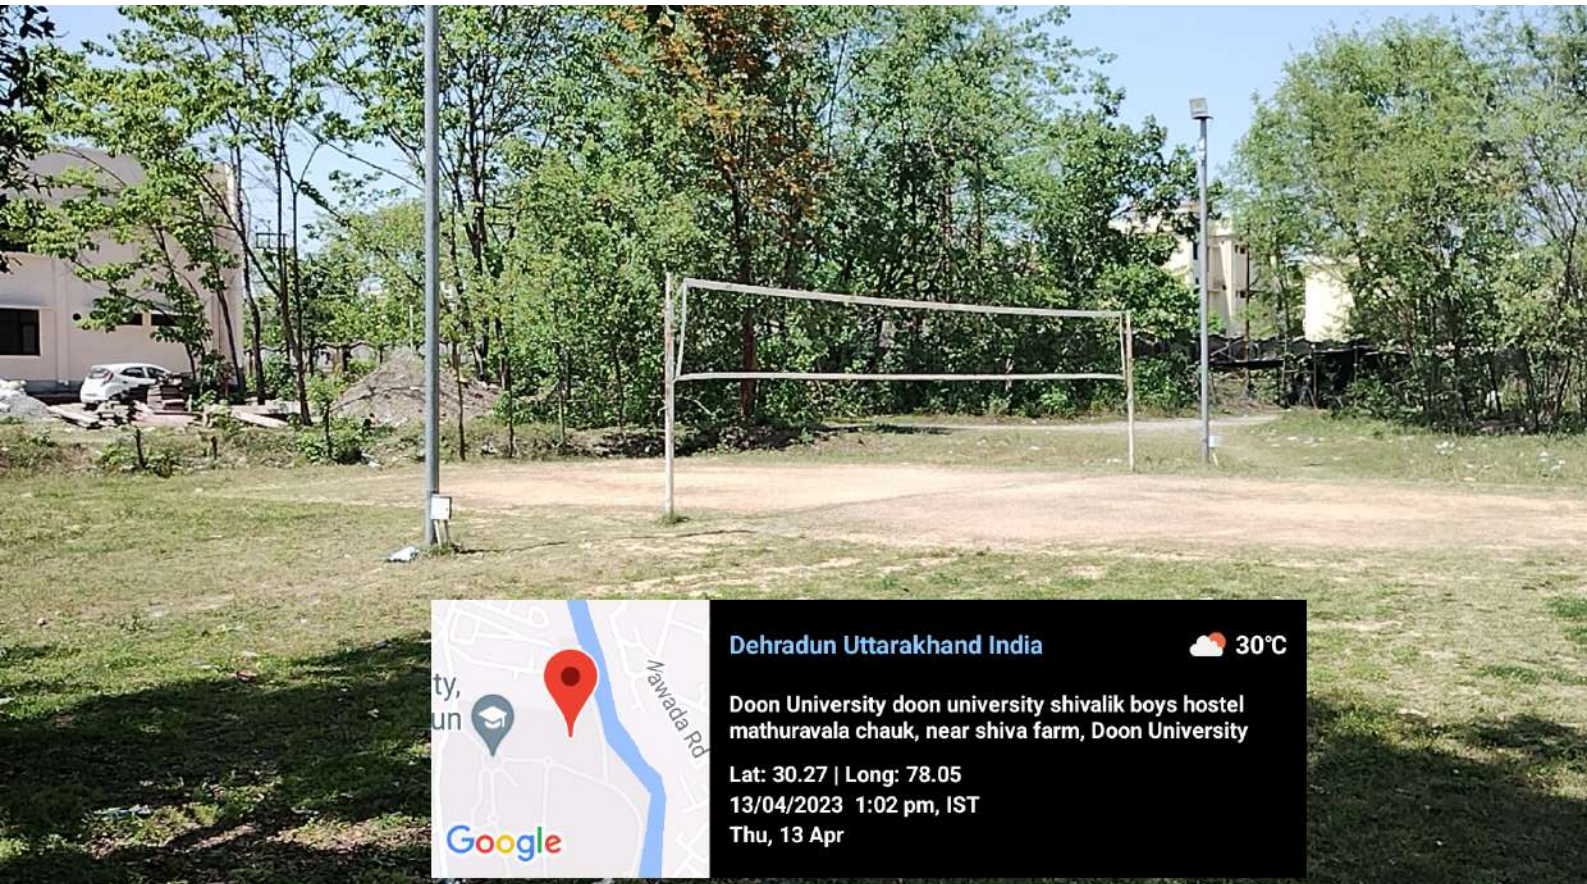 Dehradun Uttarakhand India
30°C
Doon University doon university shivalik boys hostel
mathuravala chauk, near shiva farm, Doon University
Lat: 30.27 | Long: 78.05
13/04/2023 1:02 pm, IST
Thu, 13 Apr
ty,
un
Nawada Rd
Google